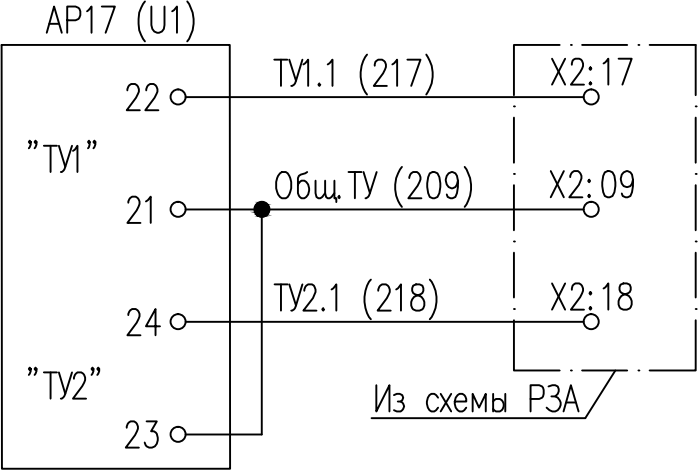 АР17 (U1)
22
ТУ1.1 (217)
X2:17
"ТУ1"
21
Общ.ТУ (209)
X2:09
24
ТУ2.1 (218)
X2:18
"ТУ2"
23
Из схемы РЗА